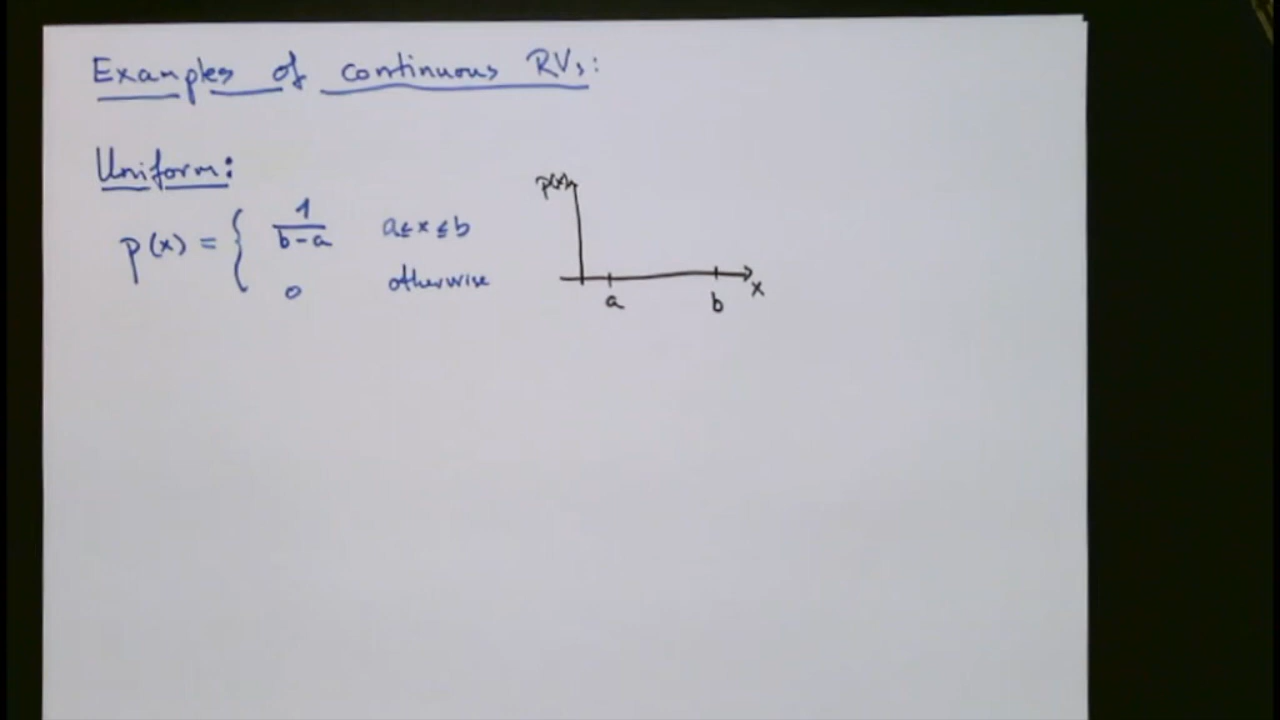 Examples of continuous RVs:
Uniform:
p(x) = { 1/(b-a) a≤x≤b
0 otherwise
p(x)
a b x